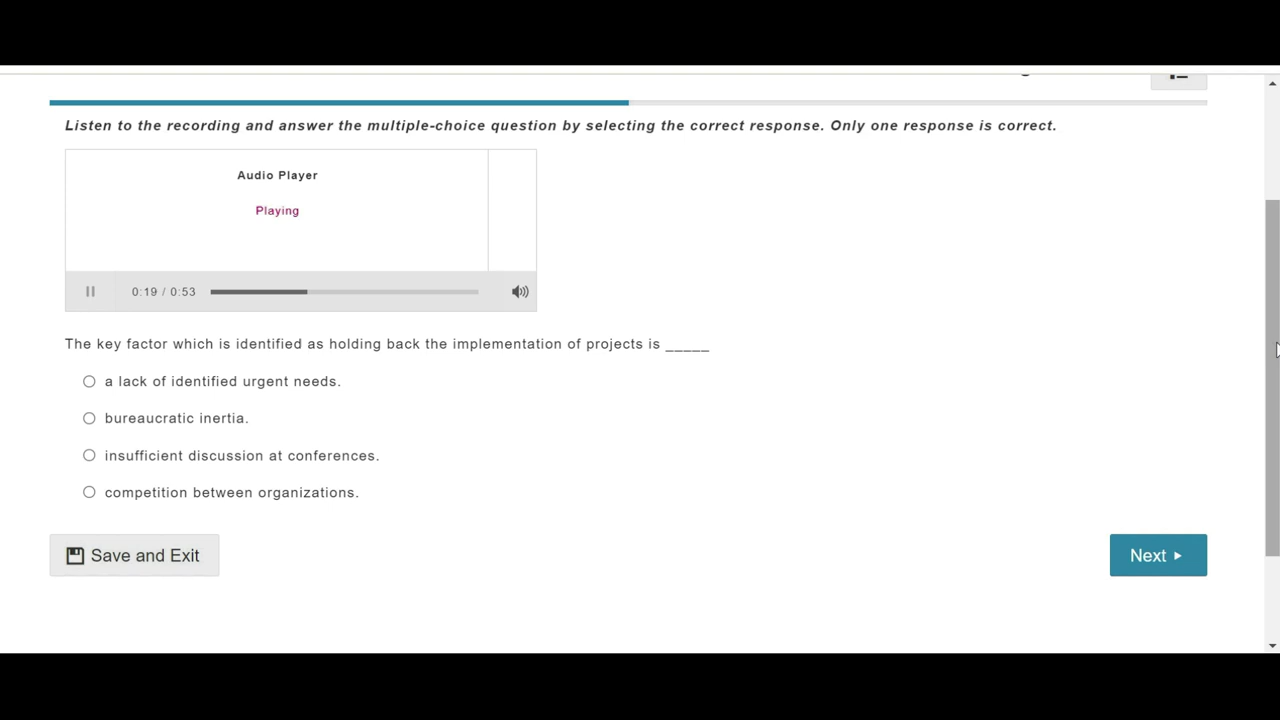 Listen to the recording and answer the multiple-choice question by selecting the correct response. Only one response is correct.
Audio Player
Playing
0:19 / 0:53
The key factor which is identified as holding back the implementation of projects is _____
a lack of identified urgent needs.
bureaucratic inertia.
insufficient discussion at conferences.
competition between organizations.
Save and Exit
Next